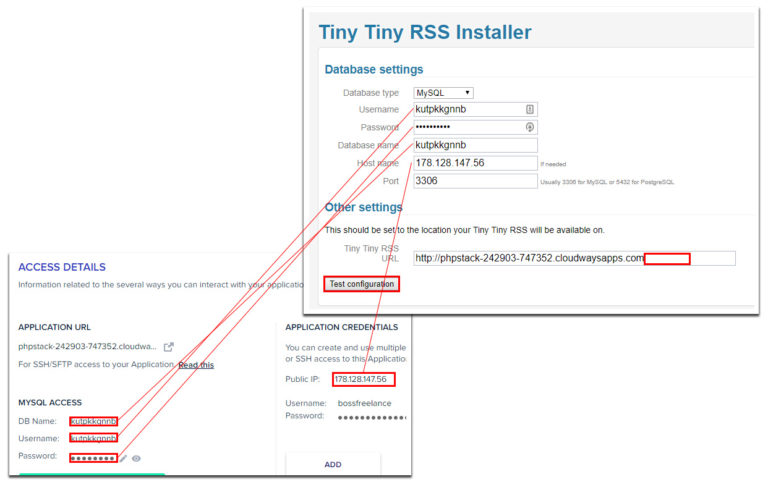 Tiny Tiny RSS Installer
Database settings
Database type MySQL
Username kutpkkgnnb
Password ••••••••••
Database name kutpkkgnnb
Host name 178.128.147.56 If needed
Port 3306 Usually 3306 for MySQL or 5432 for PostgreSQL
Other settings
This should be set to the location your Tiny Tiny RSS will be available on.
Tiny Tiny RSS
URL http://phpstack-242903-747352.cloudwaysapps.com
Test configuration
ACCESS DETAILS
Information related to the several ways you can interact with your application
APPLICATION URL
phpstack-242903-747352.cloudwa...
For SSH/SFTP access to your Application, Read this
MYSQL ACCESS
DB Name: kutpkkgnnb
Username: kutpkkgnnb
Password: ••••••••
APPLICATION CREDENTIALS
You can create and use multiple
or SSH access to this Application
Public IP: 178.128.147.56
Username: bossfreelance
Password: ••••••••••••
ADD